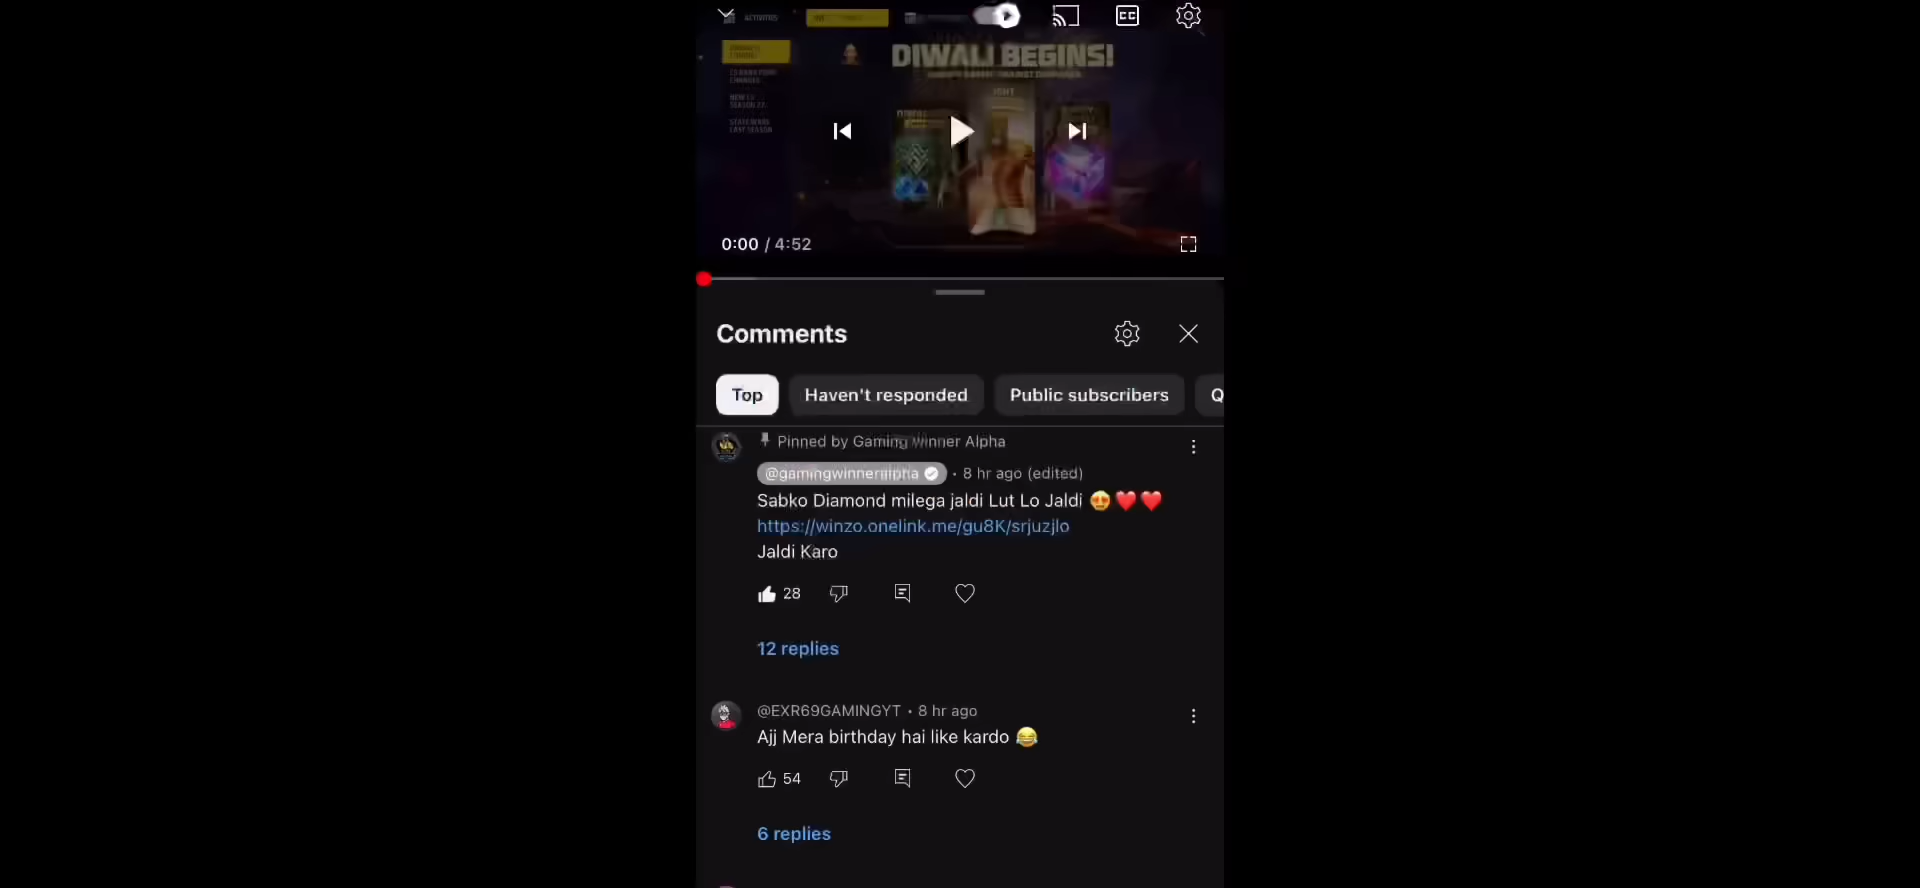 ACTIVITIES
DIWALI BEGINS!
0:00 / 4:52
Comments
Top
Haven't responded
Public subscribers
Q
Pinned by Gaming Winner Alpha
@gamingwinneralpha • 8 hr ago (edited)
Sabko Diamond milega jaldi Lut Lo Jaldi 😍❤️❤️
https://winzo.onelink.me/gu8K/srjuzjlo
Jaldi Karo
28
12 replies
@EXR69GAMINGYT • 8 hr ago
Ajj Mera birthday hai like kardo 😂
54
6 replies